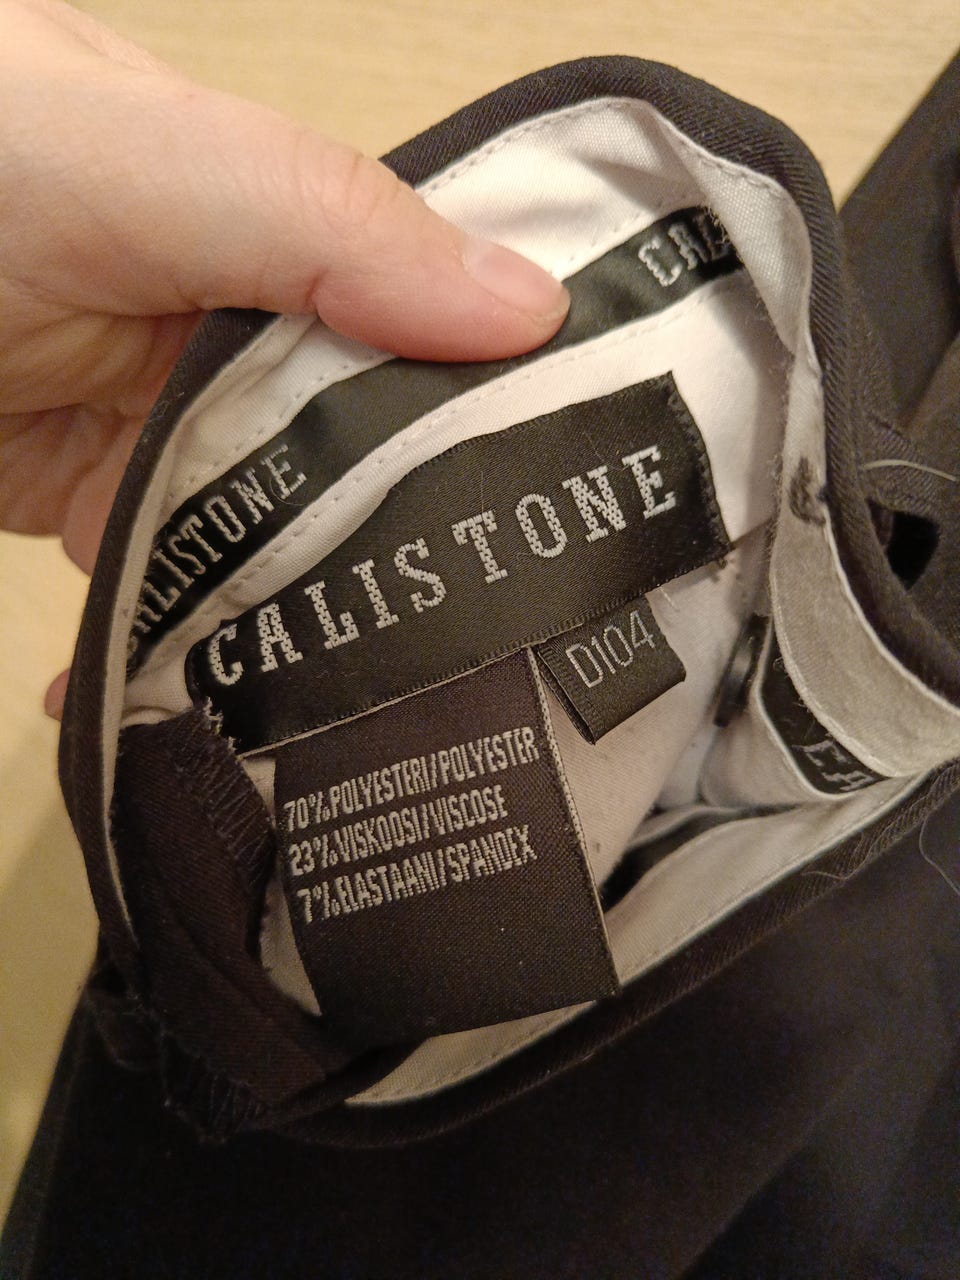 CALISTONE
CALISTONE
D104
70% POLYESTERI/POLYESTER
23% VISKOOSI/VISCOSE
7% ELASTAANI/SPANDEX